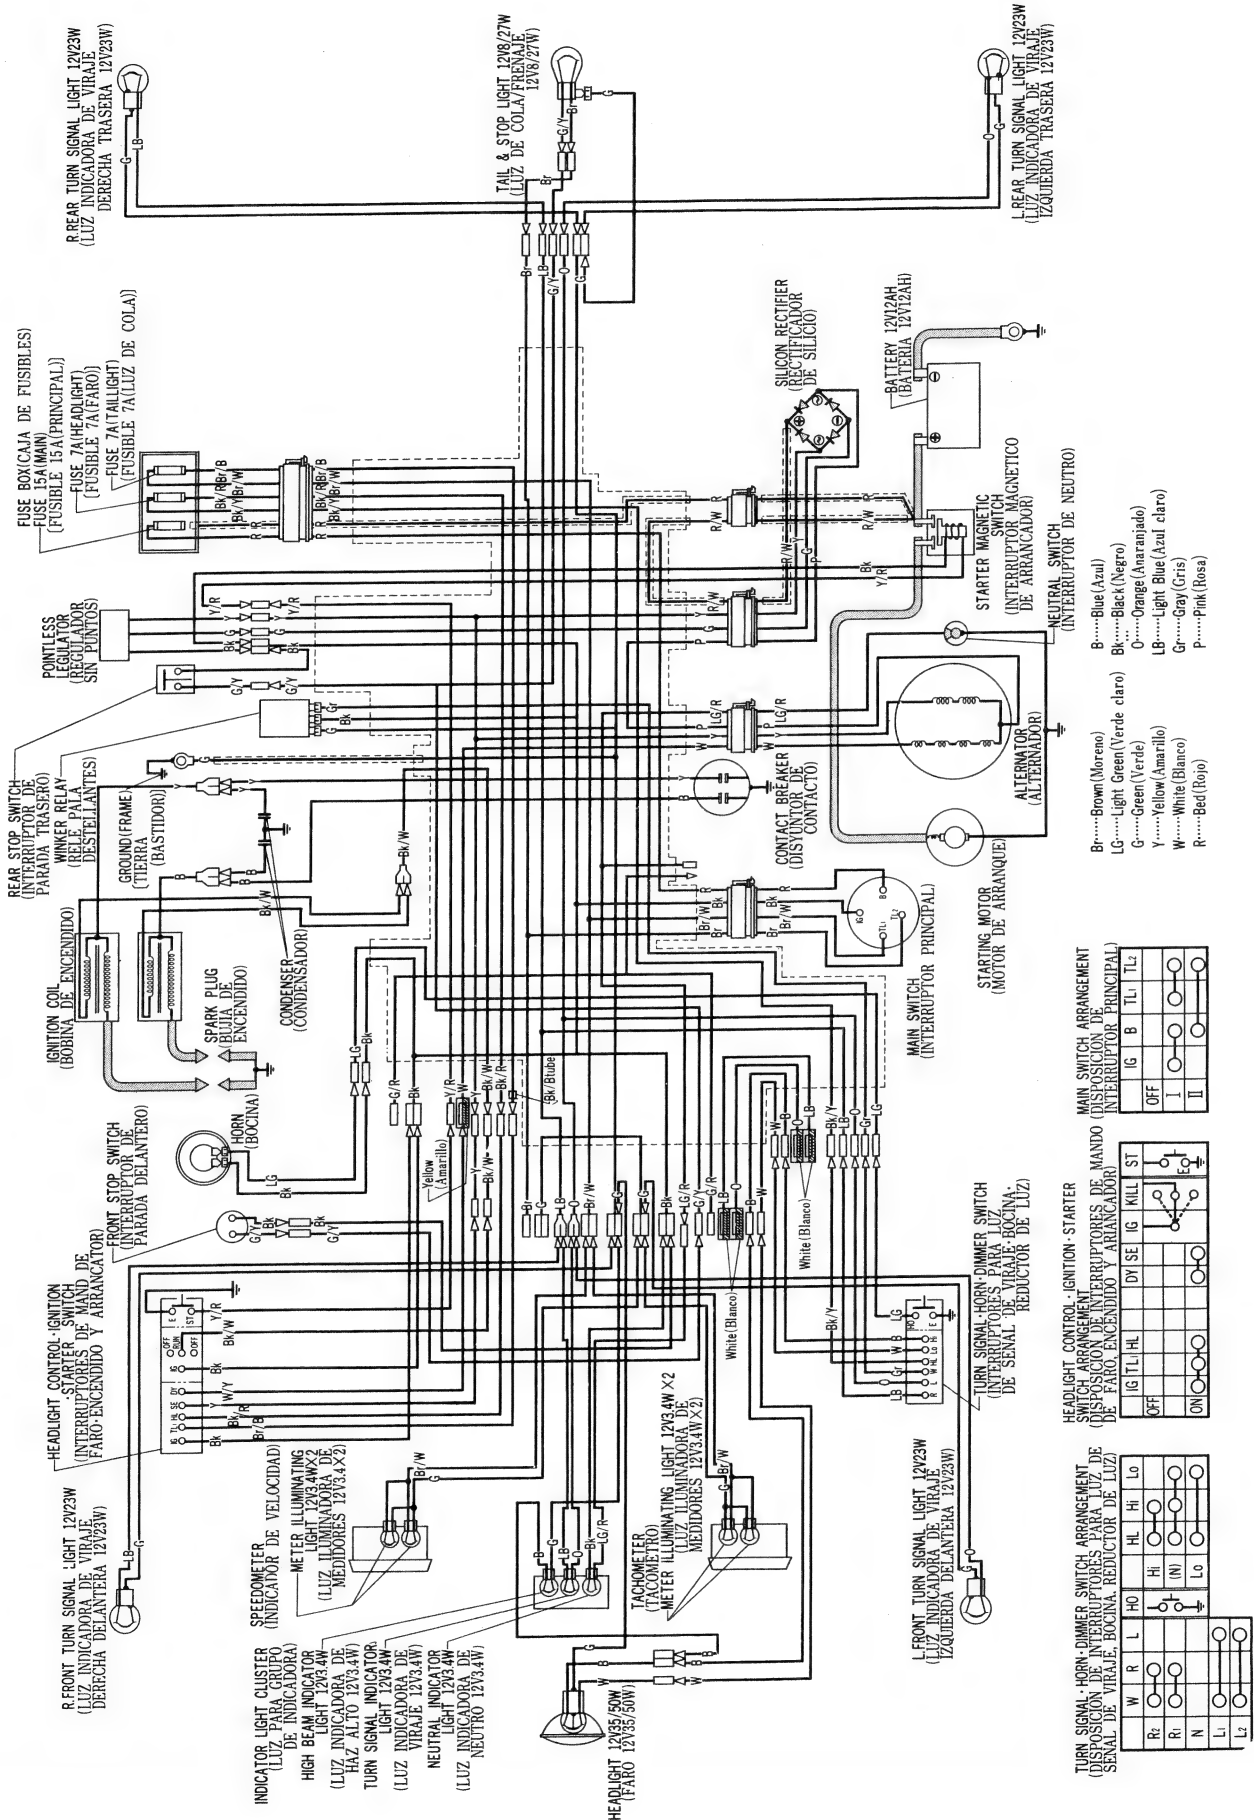 R.REAR TURN SIGNAL LIGHT 12V23W
(LUZ INDICADORA DE VIRAJE
DERECHA TRASERA 12V23W)
TAIL & STOP LIGHT 12V8/27W
(LUZ DE COLA/FRENAJE
12V8/27W)
L.REAR TURN SIGNAL LIGHT 12V23W
(LUZ INDICADORA DE VIRAJE
IZQUIERDA TRASERA 12V23W)
FUSE BOX(CAJA DE FUSIBLES)
FUSE 15A(MAIN)
[FUSIBLE 15A(PRINCIPAL)]
FUSE 7A(HEADLIGHT)
[FUSIBLE 7A(FARO)]
FUSE 7A(TAILLIGHT)
[FUSIBLE 7A(LUZ DE COLA)]
SILICON RECTIFIER
(RECTIFICADOR
DE SILICIO)
BATTERY 12V12AH
(BATERIA 12V12AH)
POINTLESS
LEGULATOR
(REGULADOR
SIN PUNTOS)
STARTER MAGNETIC
SWITCH
(INTERRUPTOR MAGNETICO
DE ARRANCADOR)
NEUTRAL SWITCH
(INTERRUPTOR DE NEUTRO)
REAR STOP SWITCH
(INTERRUPTOR DE
PARADA TRASERO)
WINKER RELAY
(RELE PALA
DESTELLANTES)
GROUND(FRAME)
[TIERRA
(BASTIDOR)]
ALTERNATOR
(ALTERNADOR)
CONTACT BREAKER
(DISYUNTOR DE
CONTACTO)
STARTING MOTOR
(MOTOR DE ARRANQUE)
MAIN SWITCH
(INTERRUPTOR PRINCIPAL)
IGNITION COIL
(BOBINA DE ENCENDIDO)
SPARK PLUG
(BUJIA DE
ENCENDIDO)
CONDENSER
(CONDENSADOR)
HORN
(BOCINA)
FRONT STOP SWITCH
(INTERRUPTOR DE
PARADA DELANTERO)
HEADLIGHT CONTROL·IGNITION
·STARTER SWITCH
(INTERRUPTORES DE MAND DE
FARO·ENCENDIDO Y ARRANCATOR)
Yellow
(Amarillo)
(Bk/Btube)
White(Blanco)
White(Blanco)
TURN SIGNAL·HORN·DIMMER SWITCH
(INTERRUPTORES PARA LUZ
DE SENAL DE VIRAJE·BOCINA·
REDUCTOR DE LUZ)
R.FRONT TURN SIGNAL LIGHT 12V23W
(LUZ INDICADORA DE VIRAJE
DERECHA DELANTERA 12V23W)
SPEEDOMETER
(INDICADOR DE VELOCIDAD)
METER ILLUMINATING
LIGHT 12V3.4W×2
(LUZ ILUMINADORA DE
MEDIDORES 12V3.4×2)
INDICATOR LIGHT CLUSTER
(LUZ PARA GRUPO
DE INDICADORA)
HIGH BEAM INDICATOR
LIGHT 12V3.4W
(LUZ INDICADORA DE
HAZ ALTO 12V3.4W)
TURN SIGNAL INDICATOR
LIGHT 12V3.4W
(LUZ INDICADORA DE
VIRAJE 12V3.4W)
NEUTRAL INDICATOR
LIGHT 12V3.4W
(LUZ INDICADORA DE
NEUTRO 12V3.4W)
HEADLIGHT 12V35/50W
(FARO 12V35/50W)
TACHOMETER
(TACOMETRO)
METER ILLUMINATING LIGHT 12V3.4W×2
(LUZ ILUMINADORA DE
MEDIDORES 12V3.4W×2)
L.FRONT TURN SIGNAL LIGHT 12V23W
(LUZ INDICADORA DE VIRAJE
IZQUIERDA DELANTERA 12V23W)
Br······Brown(Moreno)
LG······Light Green(Verde claro)
G······Green(Verde)
Y······Yellow(Amarillo)
W······White(Blanco)
R······Bed(Rojo)
B······Blue(Azul)
Bk······Black(Negro)
O······Orange(Anaranjado)
LB······Light Blue(Azul claro)
Gr······Gray(Gris)
P······Pink(Rosa)
TURN SIGNAL·HORN·DIMMER SWITCH ARRANGEMENT
(DISPOSICION DE INTERRUPTORES PARA LUZ DE
SENAL DE VIRAJE, BOCINA, REDUCTOR DE LUZ)
W R L HO HL Hi Lo
R2 Hi
R1 (N)
N Lo
L1
L2
HEADLIGHT CONTROL·IGNITION·STARTER
SWITCH ARRANGEMENT
(DISPOSICION DE INTERRUPTORES DE MANDO
DE FARO, ENCENDIDO Y ARIANCADOR)
IG TL1 HL DY SE IG KILL ST
OFF
ON
E
MAIN SWITCH ARRANGEMENT
(DISPOSICION DE
INTERRUPTOR PRINCIPAL)
IG B TL1 TL2
OFF
I
II